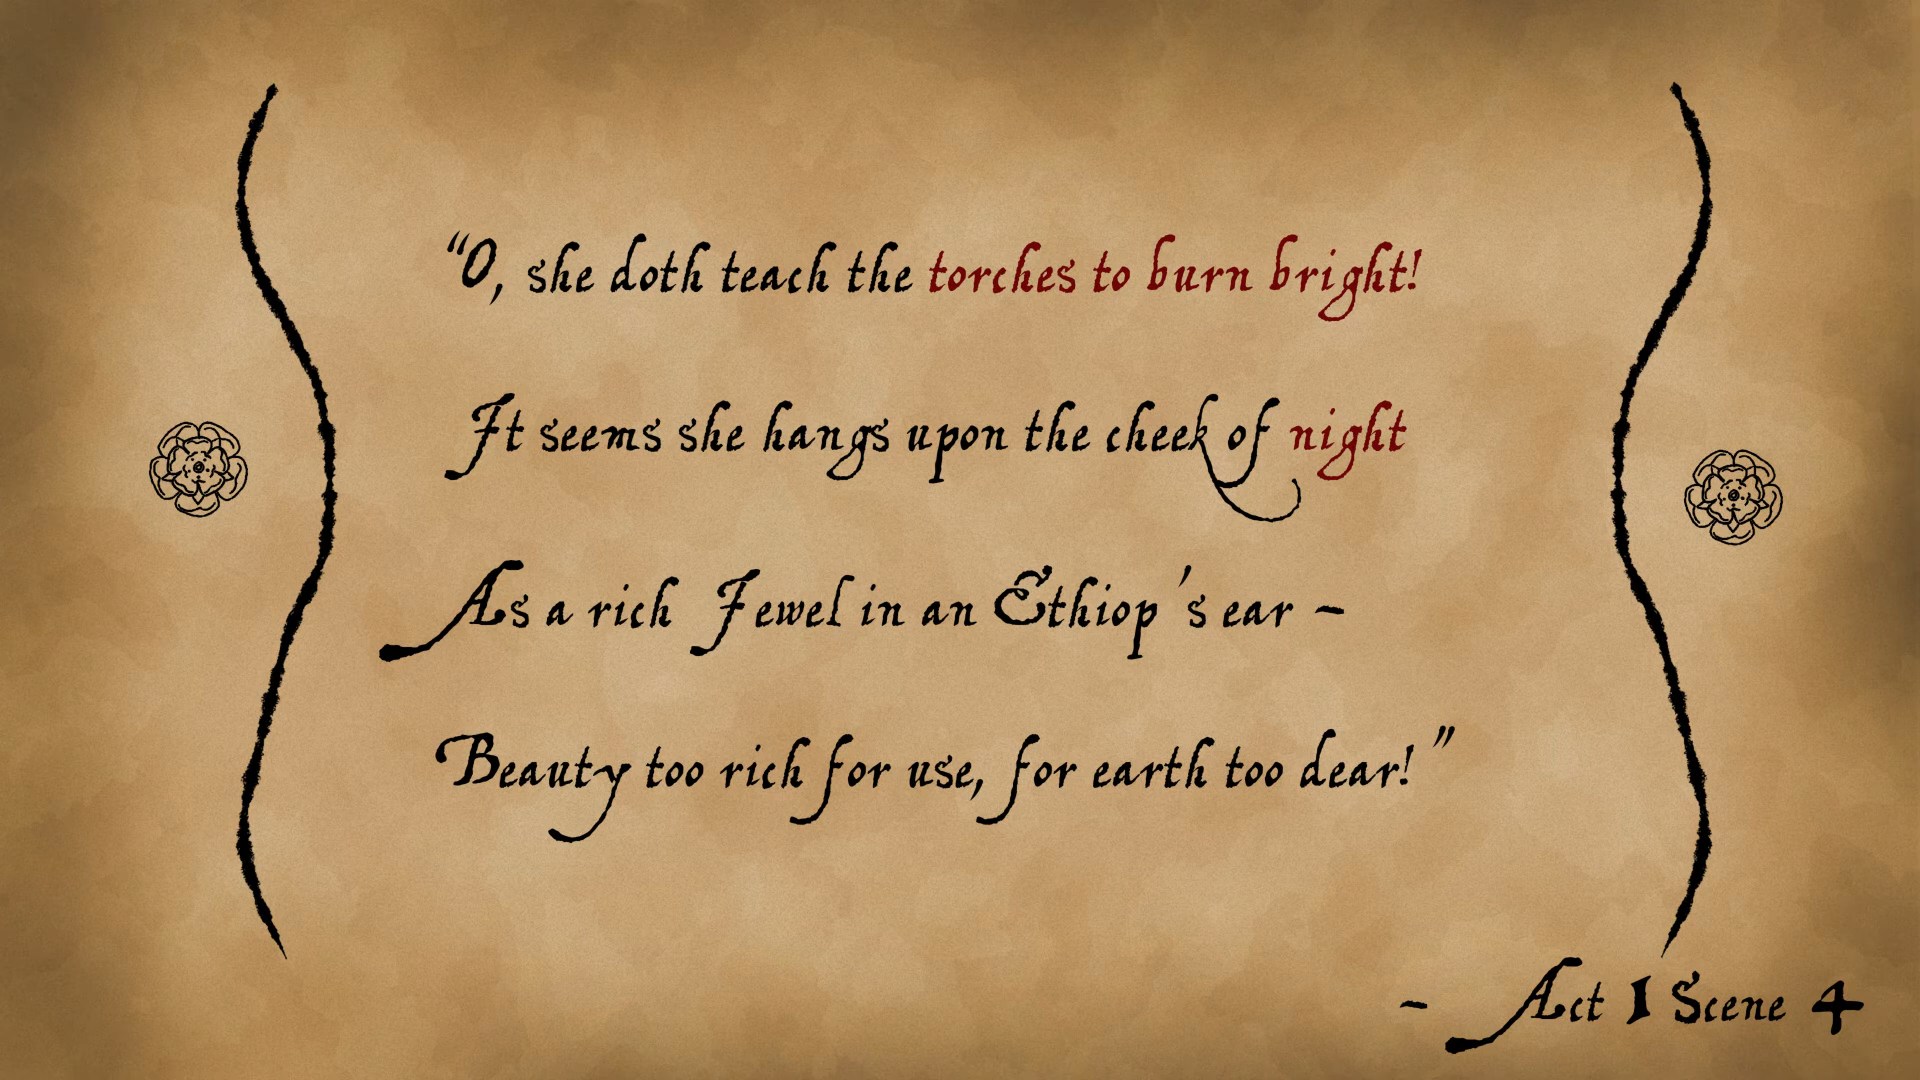 “O, she doth teach the torches to burn bright!
It seems she hangs upon the cheek of night
As a rich Jewel in an Ethiop's ear -
Beauty too rich for use, for earth too dear!”
- Act 1 Scene 4